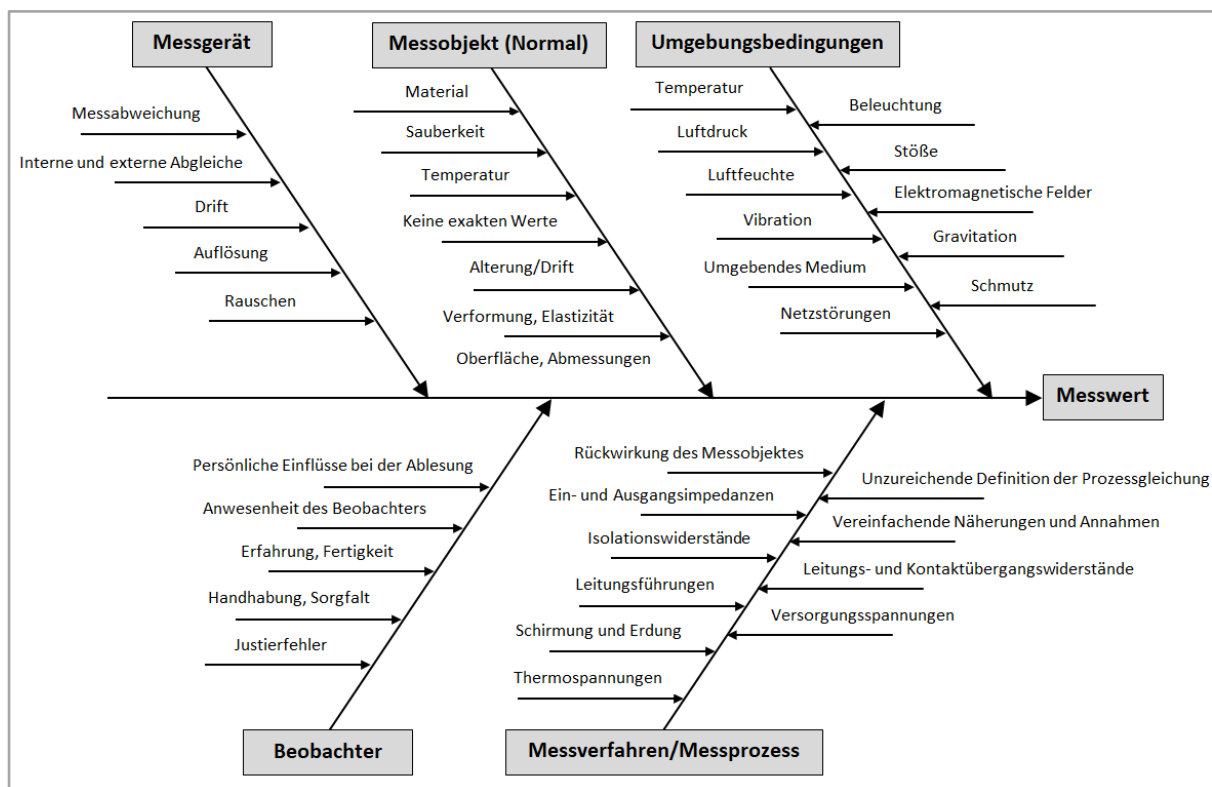 Messgerät
Messabweichung
Interne und externe Abgleiche
Drift
Auflösung
Rauschen
Messobjekt (Normal)
Material
Sauberkeit
Temperatur
Keine exakten Werte
Alterung/Drift
Verformung, Elastizität
Oberfläche, Abmessungen
Umgebungsbedingungen
Temperatur
Luftdruck
Luftfeuchte
Vibration
Umgebendes Medium
Netzstörungen
Beleuchtung
Stöße
Elektromagnetische Felder
Gravitation
Schmutz
Messwert
Persönliche Einflüsse bei der Ablesung
Anwesenheit des Beobachters
Erfahrung, Fertigkeit
Handhabung, Sorgfalt
Justierfehler
Beobachter
Rückwirkung des Messobjektes
Ein- und Ausgangsimpedanzen
Isolationswiderstände
Leitungsführungen
Schirmung und Erdung
Thermospannungen
Unzureichende Definition der Prozessgleichung
Vereinfachende Näherungen und Annahmen
Leitungs- und Kontaktübergangswiderstände
Versorgungsspannungen
Messverfahren/Messprozess